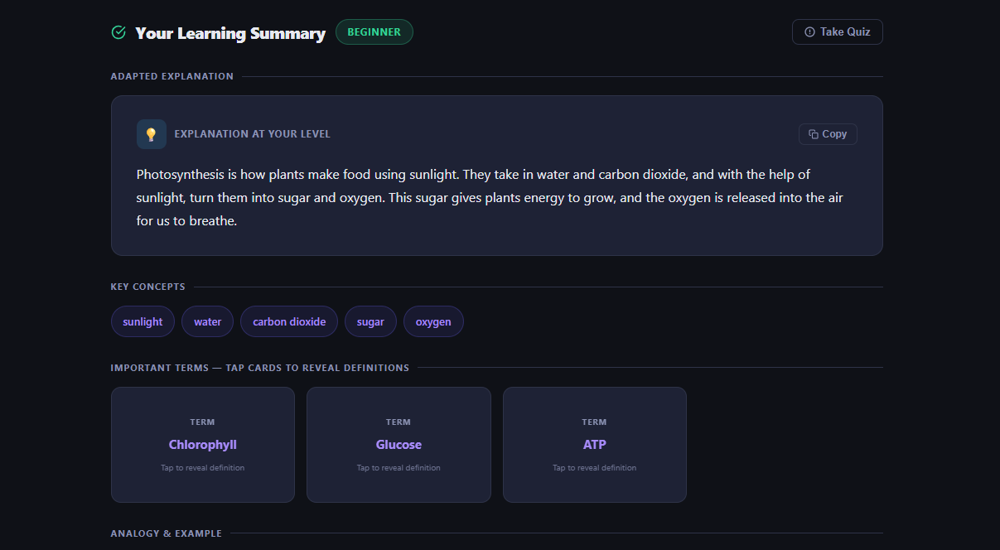 Your Learning Summary BEGINNER Take Quiz
ADAPTED EXPLANATION
EXPLANATION AT YOUR LEVEL Copy
Photosynthesis is how plants make food using sunlight. They take in water and carbon dioxide, and with the help of
sunlight, turn them into sugar and oxygen. This sugar gives plants energy to grow, and the oxygen is released into the air
for us to breathe.
KEY CONCEPTS
sunlight water carbon dioxide sugar oxygen
IMPORTANT TERMS — TAP CARDS TO REVEAL DEFINITIONS
TERM
Chlorophyll
Tap to reveal definition
TERM
Glucose
Tap to reveal definition
TERM
ATP
Tap to reveal definition
ANALOGY & EXAMPLE